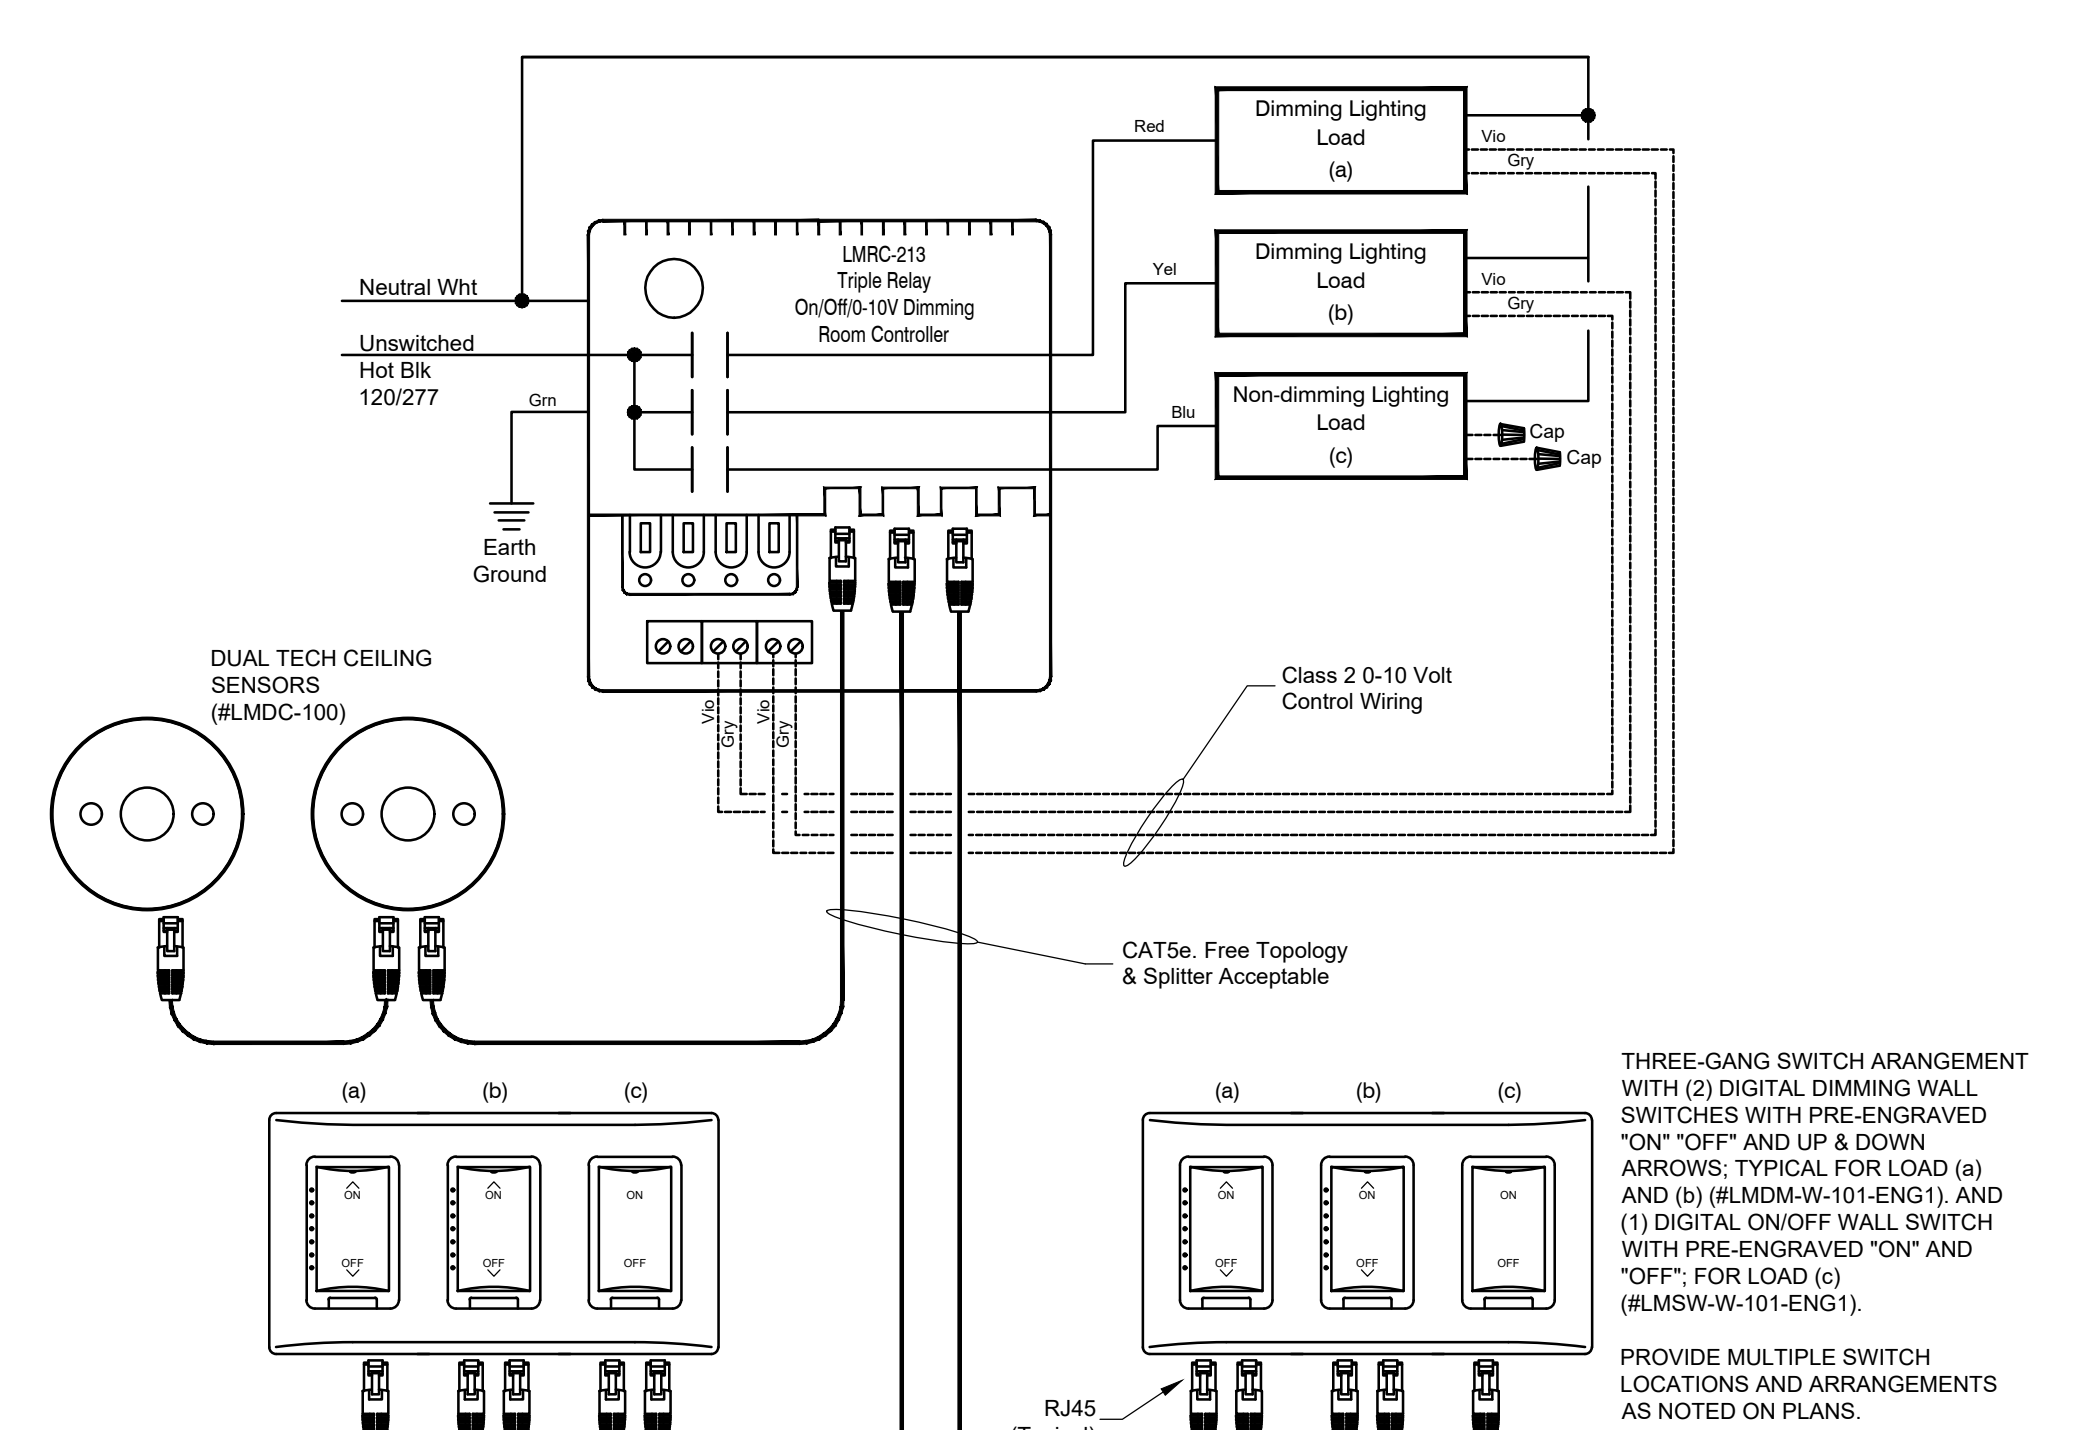 Dimming Lighting
Load
(a)
Red
Vio
Gry
LMRC-213
Triple Relay
On/Off/0-10V Dimming
Room Controller
Dimming Lighting
Load
(b)
Yel
Vio
Gry
Neutral Wht
Unswitched
Hot Blk
120/277
Grn
Non-dimming Lighting
Load
(c)
Blu
Cap
Cap
Earth
Ground
DUAL TECH CEILING
SENSORS
(#LMDC-100)
Vio
Gry
Vio
Gry
Class 2 0-10 Volt
Control Wiring
CAT5e. Free Topology
& Splitter Acceptable
(a) (b) (c)
ON ON ON
OFF OFF OFF
(a) (b) (c)
ON ON ON
OFF OFF OFF
THREE-GANG SWITCH ARANGEMENT
WITH (2) DIGITAL DIMMING WALL
SWITCHES WITH PRE-ENGRAVED
"ON" "OFF" AND UP & DOWN
ARROWS; TYPICAL FOR LOAD (a)
AND (b) (#LMDM-W-101-ENG1). AND
(1) DIGITAL ON/OFF WALL SWITCH
WITH PRE-ENGRAVED "ON" AND
"OFF"; FOR LOAD (c)
(#LMSW-W-101-ENG1).
PROVIDE MULTIPLE SWITCH
LOCATIONS AND ARRANGEMENTS
AS NOTED ON PLANS.
RJ45